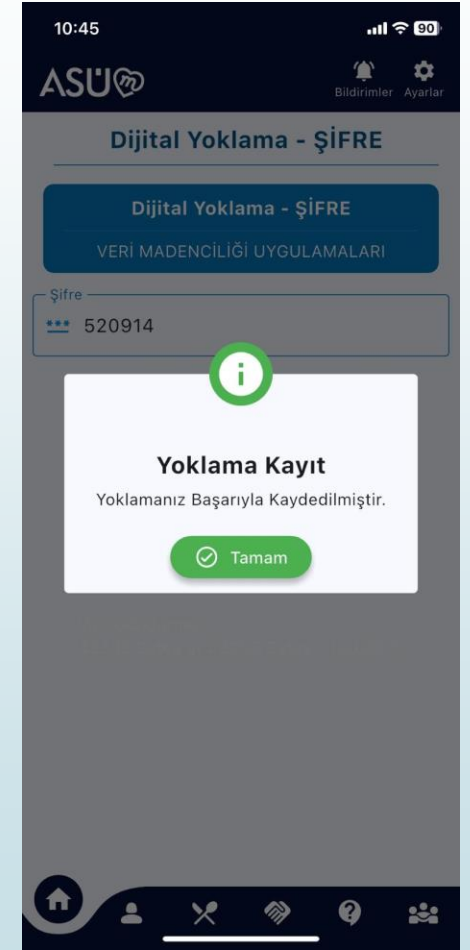 10:45
90
ASÜ
Bildirimler
Ayarlar
Dijital Yoklama - ŞİFRE
Dijital Yoklama - ŞİFRE
VERİ MADENCİLİĞİ UYGULAMALARI
Şifre
*** 520914
i
Yoklama Kayıt
Yoklamanız Başarıyla Kaydedilmiştir.
Tamam
?